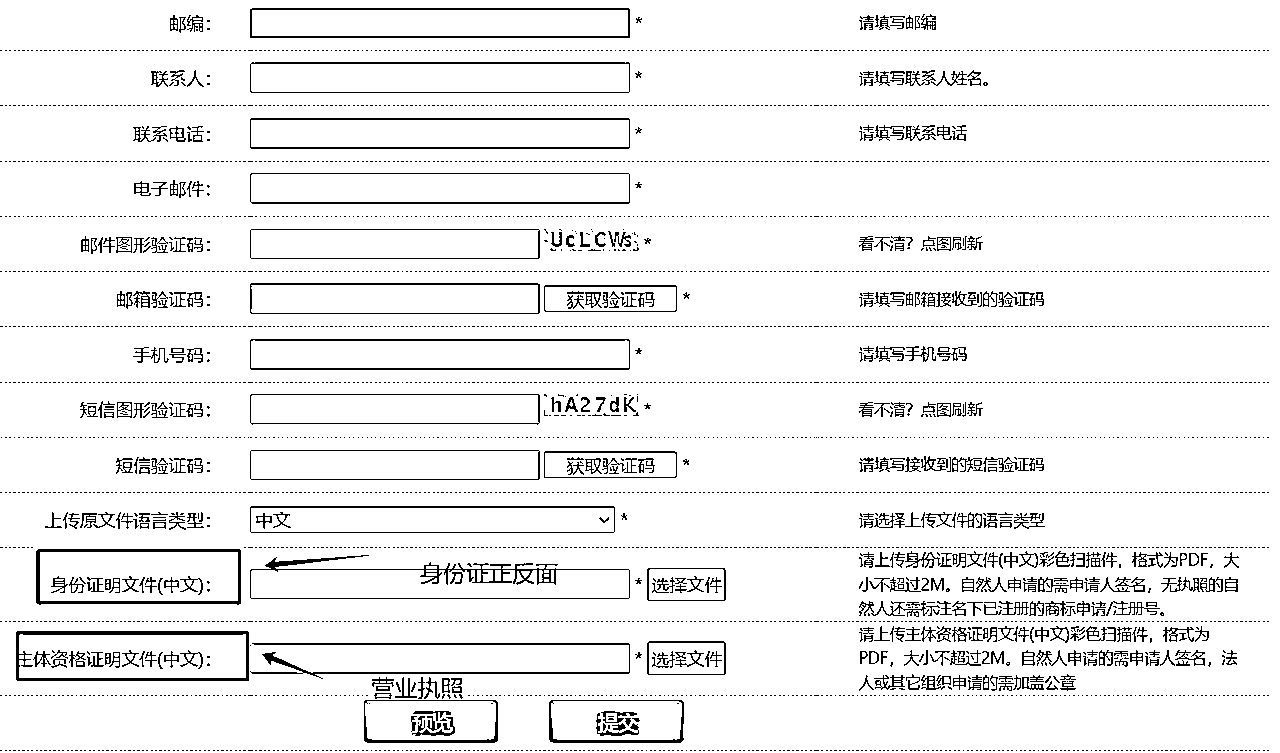 邮编： * 请填写邮编
联系人： * 请填写联系人姓名。
联系电话： * 请填写联系电话
电子邮件： *
邮件图形验证码： UcLCWs * 看不清？点图刷新
邮箱验证码： 获取验证码 * 请填写邮箱接收到的验证码
手机号码： * 请填写手机号码
短信图形验证码： hA27dK * 看不清？点图刷新
短信验证码： 获取验证码 * 请填写接收到的短信验证码
上传原文件语言类型： 中文 * 请选择上传文件的语言类型
身份证明文件(中文)： 身份证正反面 * 选择文件
请上传身份证明文件(中文)彩色扫描件，格式为PDF，大
小不超过2M。自然人申请的需申请人签名，无执照的自
然人还需标注名下已注册的商标申请/注册号。
主体资格证明文件(中文)： * 选择文件
请上传主体资格证明文件(中文)彩色扫描件，格式为
PDF，大小不超过2M。自然人申请的需申请人签名，法
人或其它组织申请的需加盖公章
营业执照
预览 提交